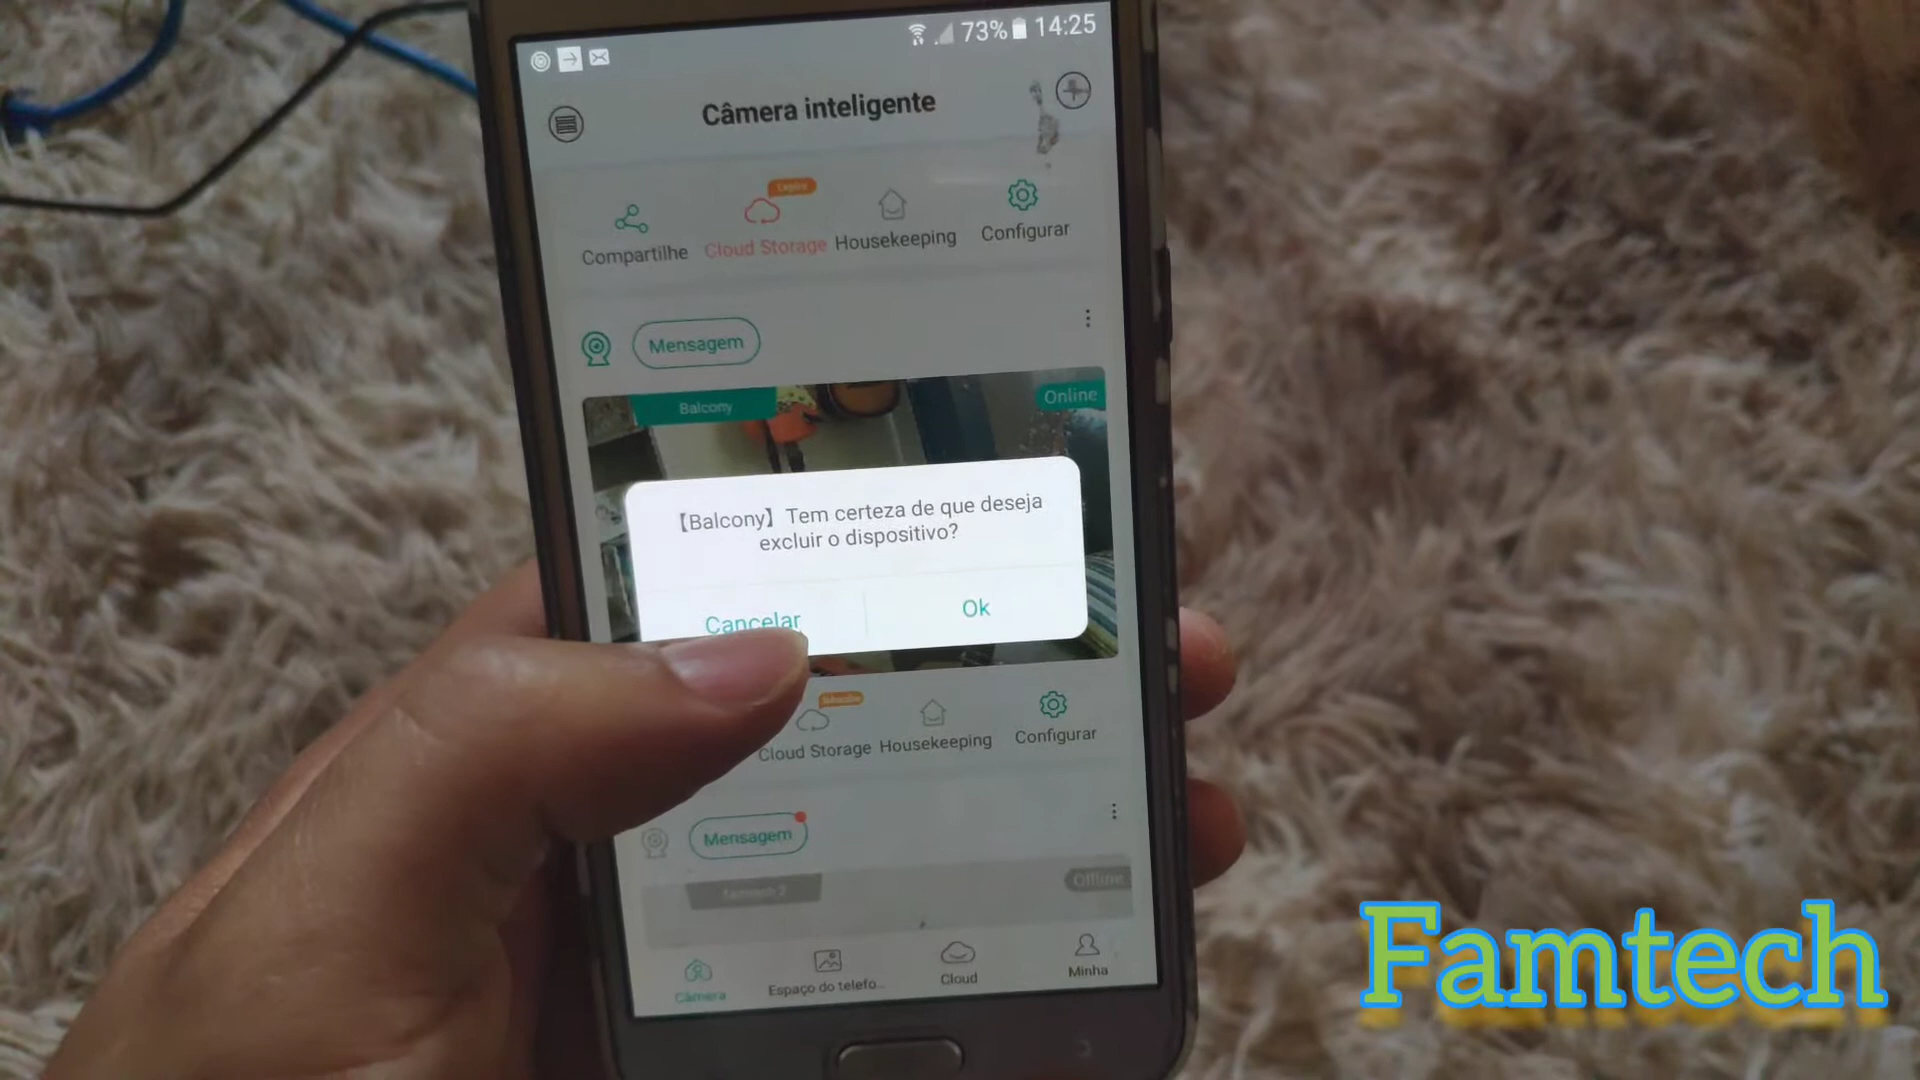 73% 14:25
Câmera inteligente
Compartilhe
Cloud Storage
Housekeeping
Configurar
Mensagem
Balcony
Online
【Balcony】Tem certeza de que deseja
excluir o dispositivo?
Cancelar
Ok
Cloud Storage
Housekeeping
Configurar
Mensagem
Offline
Câmera
Espaço do telefo...
Cloud
Minha
Famtech